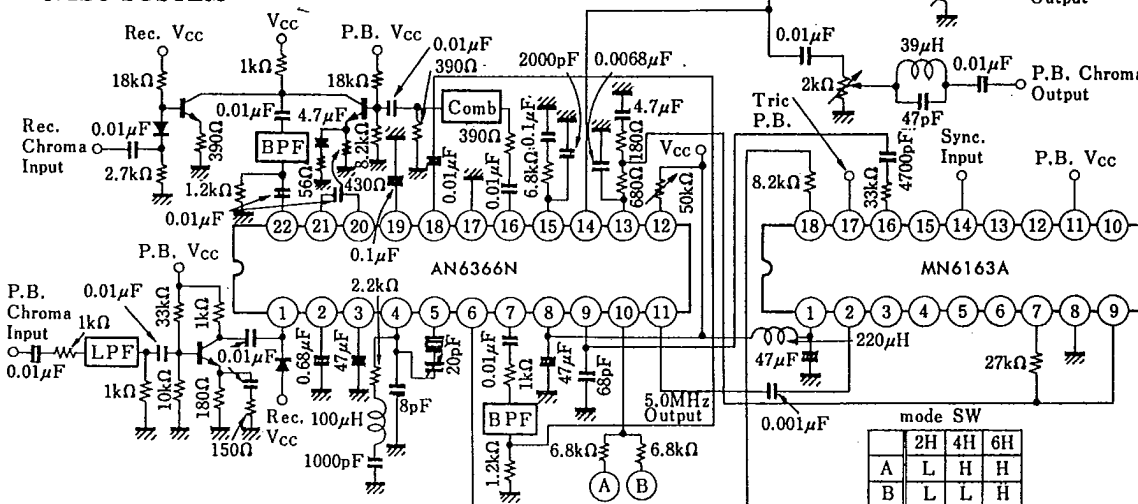 Output
Rec. Vcc
Vcc
P.B. Vcc
0.01μF
390Ω
2000pF
0.0068μF
0.01μF
39μH
0.01μF
18kΩ
1kΩ
18kΩ
Comb
4.7μF
2kΩ
P.B. Chroma
Output
Rec.
Chroma
Input
0.01μF
0.01μF
4.7μF
390Ω
BPF
8.2kΩ
390Ω
0.1μF
180Ω
Vcc
Tric
P.B.
47pF
4700pF
Sync.
Input
P.B. Vcc
2.7kΩ
1.2kΩ
56Ω
430Ω
0.01μF
0.01μF
6.8kΩ
680Ω
50kΩ
8.2kΩ
33kΩ
0.01μF
0.1μF
22 21 20 19 18 17 16 15 14 13 12
18 17 16 15 14 13 12 11 10
AN6366N
MN6163A
1 2 3 4 5 6 7 8 9 10 11
1 2 3 4 5 6 7 8 9
P.B. Vcc
P.B.
Chroma
Input
0.01μF
33kΩ
1kΩ
2.2kΩ
1kΩ
LPF
0.01μF
0.01μF
0.68μF
47μF
20pF
0.01μF
1kΩ
47μF
68pF
220μH
47μF
27kΩ
1kΩ
10kΩ
180Ω
150Ω
Rec.
Vcc
100μH
8pF
BPF
5.0MHz
Output
0.001μF
1000pF
1.2kΩ
6.8kΩ
6.8kΩ
A B
mode SW
2H 4H 6H
A L H H
B L L H